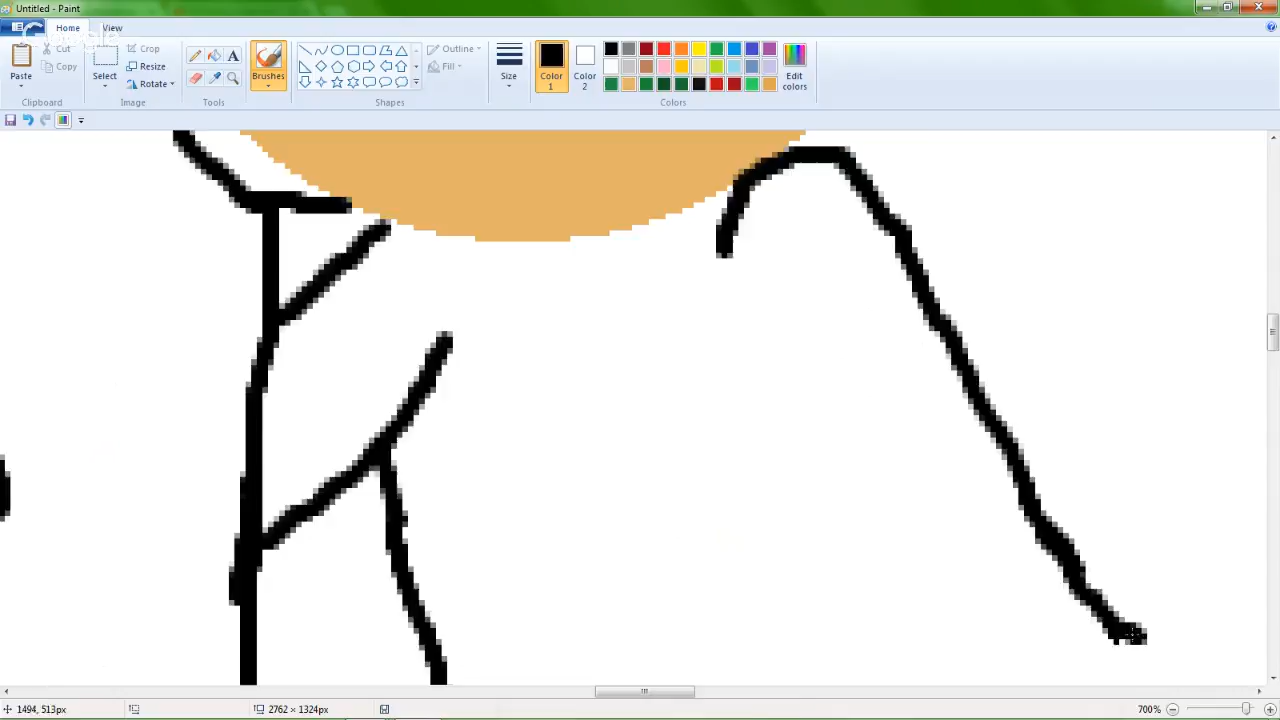 Untitled - Paint
Home
View
Paste
Cut
Copy
Clipboard
Select
Crop
Resize
Rotate
Image
A
Tools
Brushes
Outline
Fill
Shapes
Size
Color
1
Color
2
Edit
colors
Colors
1494, 513px
2762 × 1324px
700%